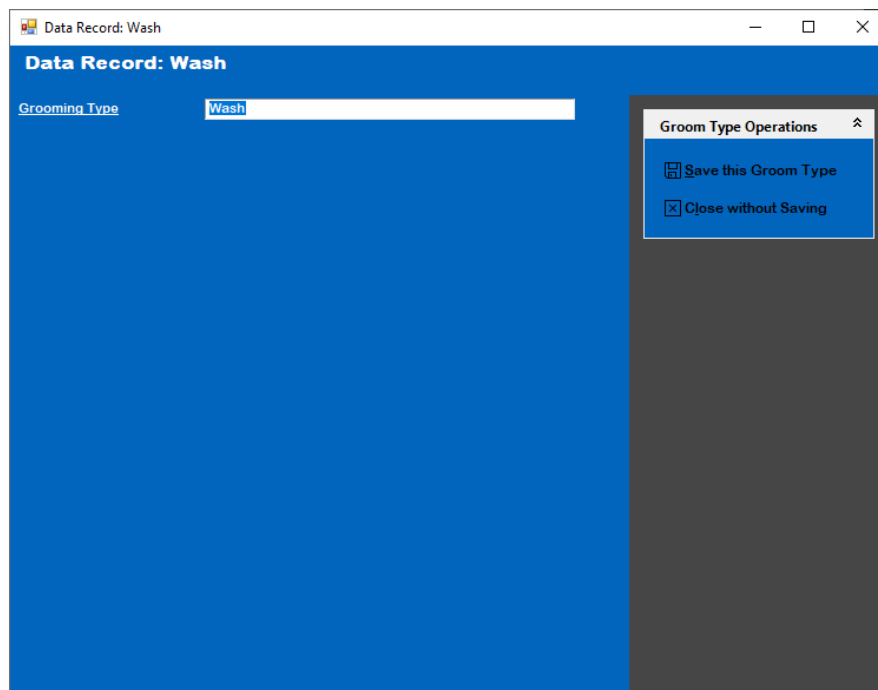 Data Record: Wash
Data Record: Wash
Grooming Type
Wash
Groom Type Operations
Save this Groom Type
Close without Saving